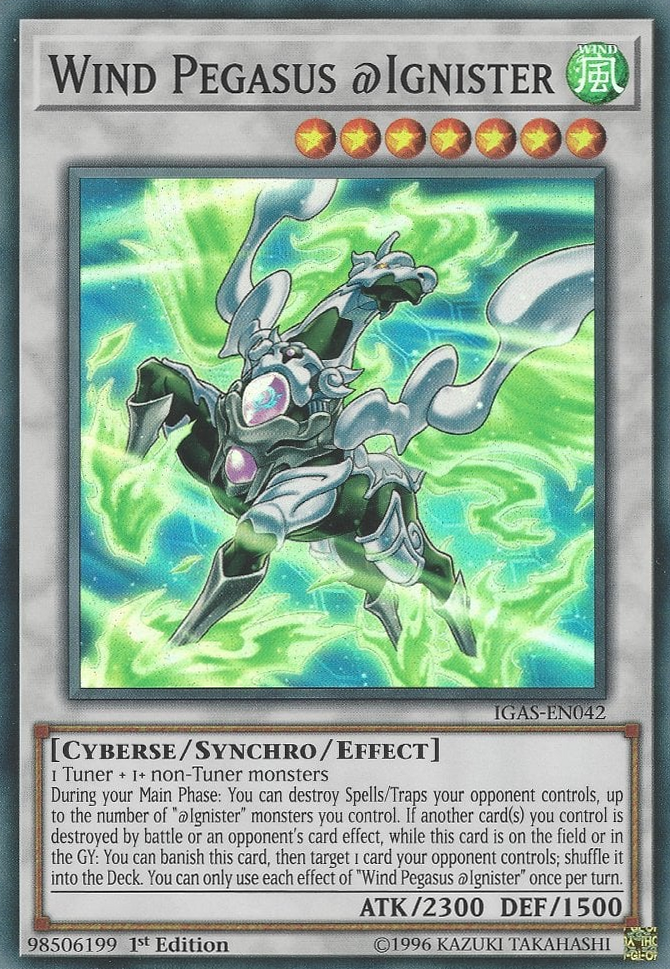 WIND PEGASUS @IGNISTER
WIND
風
IGAS-EN042
[CYBERSE/SYNCHRO/EFFECT]
1 Tuner + 1+ non-Tuner monsters
During your Main Phase: You can destroy Spells/Traps your opponent controls, up
to the number of "@Ignister" monsters you control. If another card(s) you control is
destroyed by battle or an opponent's card effect, while this card is on the field or in
the GY: You can banish this card, then target 1 card your opponent controls; shuffle it
into the Deck. You can only use each effect of "Wind Pegasus @Ignister" once per turn.
ATK/2300 DEF/1500
98506199 1st Edition
©1996 KAZUKI TAKAHASHI